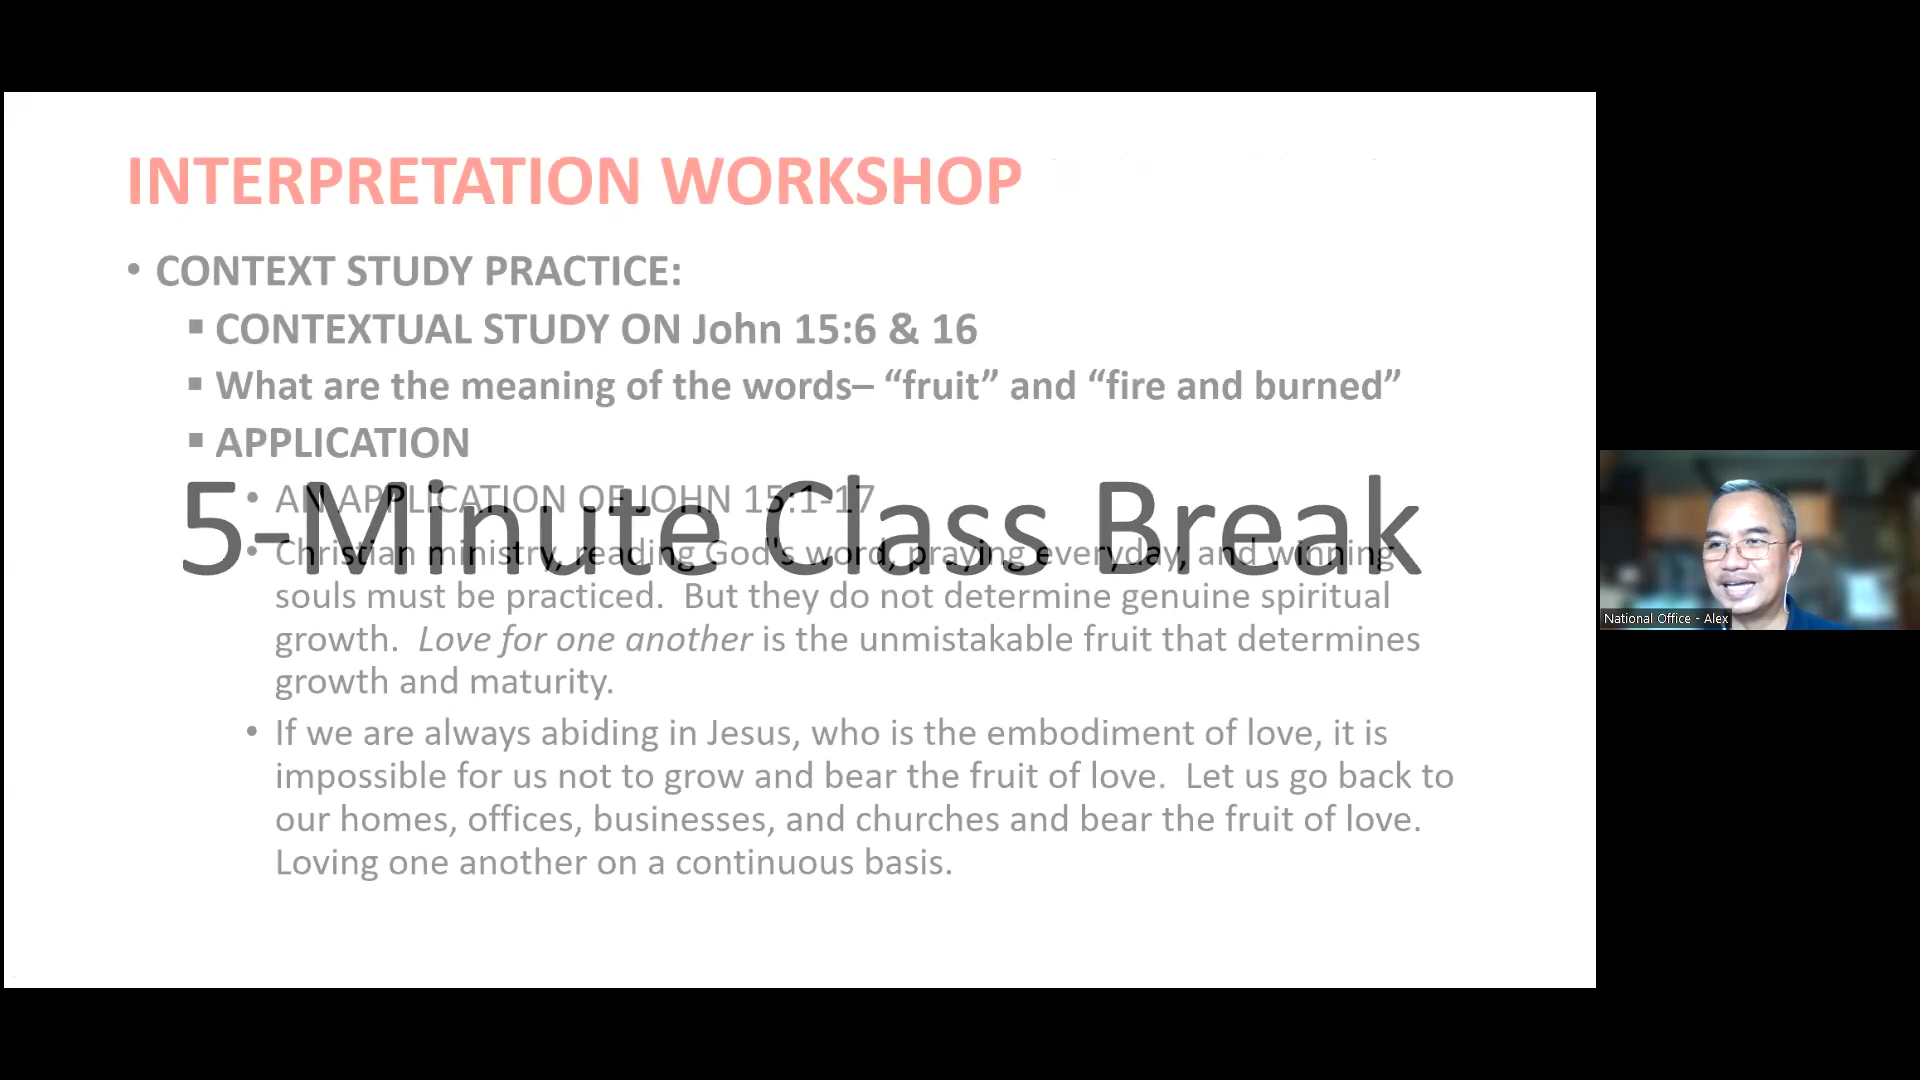 INTERPRETATION WORKSHOP
• CONTEXT STUDY PRACTICE:
▪ CONTEXTUAL STUDY ON John 15:6 & 16
▪ What are the meaning of the words– “fruit” and “fire and burned”
▪ APPLICATION
• AN APPLICATION OF JOHN 15:1-17
5-Minute Class Break
• Christian ministry, reading God's word, praying everyday, and winning
souls must be practiced.  But they do not determine genuine spiritual
growth.  Love for one another is the unmistakable fruit that determines
growth and maturity.
• If we are always abiding in Jesus, who is the embodiment of love, it is
impossible for us not to grow and bear the fruit of love.  Let us go back to
our homes, offices, businesses, and churches and bear the fruit of love.
Loving one another on a continuous basis.
National Office - Alex